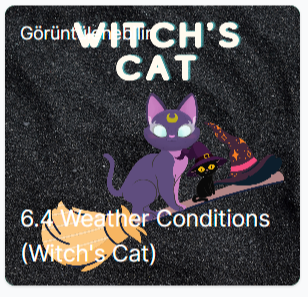 Görüntülenebilir
WITCH'S
CAT
6.4 Weather Conditions
(Witch's Cat)